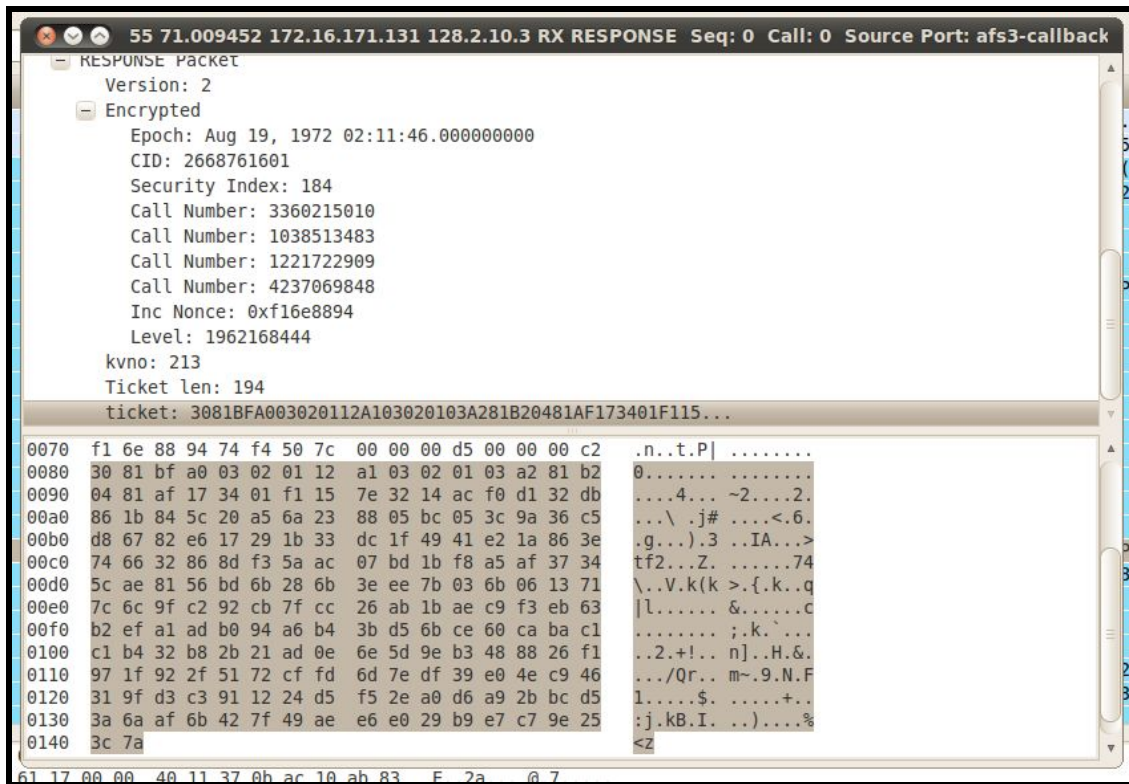 55 71.009452 172.16.171.131 128.2.10.3 RX RESPONSE Seq: 0 Call: 0 Source Port: afs3-callback
RESPONSE Packet
Version: 2
Encrypted
Epoch: Aug 19, 1972 02:11:46.000000000
CID: 2668761601
Security Index: 184
Call Number: 3360215010
Call Number: 1038513483
Call Number: 1221722909
Call Number: 4237069848
Inc Nonce: 0xf16e8894
Level: 1962168444
kvno: 213
Ticket len: 194
ticket: 3081BFA003020112A103020103A281B20481AF173401F115...
0070 f1 6e 88 94 74 f4 50 7c 00 00 00 d5 00 00 00 c2 .n..t.P| ........
0080 30 81 bf a0 03 02 01 12 a1 03 02 01 03 a2 81 b2 0....... ........
0090 04 81 af 17 34 01 f1 15 7e 32 14 ac f0 d1 32 db ....4... ~2....2.
00a0 86 1b 84 5c 20 a5 6a 23 88 05 bc 05 3c 9a 36 c5 ...\ .j# ....<.6.
00b0 d8 67 82 e6 17 29 1b 33 dc 1f 49 41 e2 1a 86 3e .g...).3 ..IA...>
00c0 74 66 32 86 8d f3 5a ac 07 bd 1b f8 a5 af 37 34 tf2...Z. ......74
00d0 5c ae 81 56 bd 6b 28 6b 3e ee 7b 03 6b 06 13 71 \..V.k(k >.{.k..q
00e0 7c 6c 9f c2 92 cb 7f cc 26 ab 1b ae c9 f3 eb 63 |l...... &......c
00f0 b2 ef a1 ad b0 94 a6 b4 3b d5 6b ce 60 ca ba c1 ........ ;.k.`...
0100 c1 b4 32 b8 2b 21 ad 0e 6e 5d 9e b3 48 88 26 f1 ..2.+!.. n]..H.&.
0110 97 1f 92 2f 51 72 cf fd 6d 7e df 39 e0 4e c9 46 .../Qr.. m~.9.N.F
0120 31 9f d3 c3 91 12 24 d5 f5 2e a0 d6 a9 2b bc d5 1.....$. .....+..
0130 3a 6a af 6b 42 7f 49 ae e6 e0 29 b9 e7 c7 9e 25 :j.kB.I. ..)....%
0140 3c 7a <z
61 17 00 00 40 11 37 0b ac 10 ab 83 E..2a... @.7.....